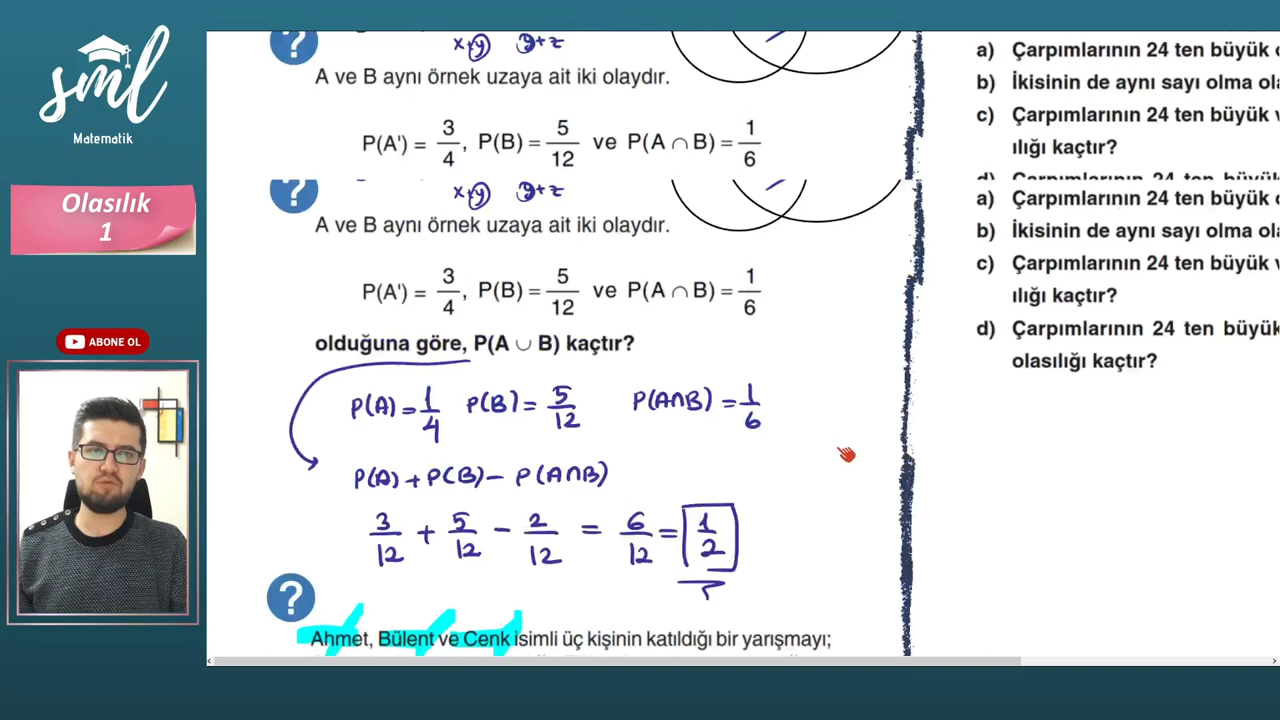 sml
Matematik
Olasılık
1
ABONE OL
x+y y+z
A ve B aynı örnek uzaya ait iki olaydır.
P(A') = 3/4, P(B) = 5/12 ve P(A ∩ B) = 1/6
x+y y+z
A ve B aynı örnek uzaya ait iki olaydır.
P(A') = 3/4, P(B) = 5/12 ve P(A ∩ B) = 1/6
olduğuna göre, P(A ∪ B) kaçtır?
P(A) = 1/4 P(B) = 5/12 P(A∩B) = 1/6
P(A) + P(B) − P(A∩B)
3/12 + 5/12 − 2/12 = 6/12 = 1/2
?
Ahmet, Bülent ve Cenk isimli üç kişinin katıldığı bir yarışmayı;
a) Çarpımlarının 24 ten büyük
b) İkisinin de aynı sayı olma
c) Çarpımlarının 24 ten büyük
ılığı kaçtır?
d) Çarpımlarının 24 ten büyük
a) Çarpımlarının 24 ten büyük
b) İkisinin de aynı sayı olma
c) Çarpımlarının 24 ten büyük
ılığı kaçtır?
d) Çarpımlarının 24 ten büyük
olasılığı kaçtır?